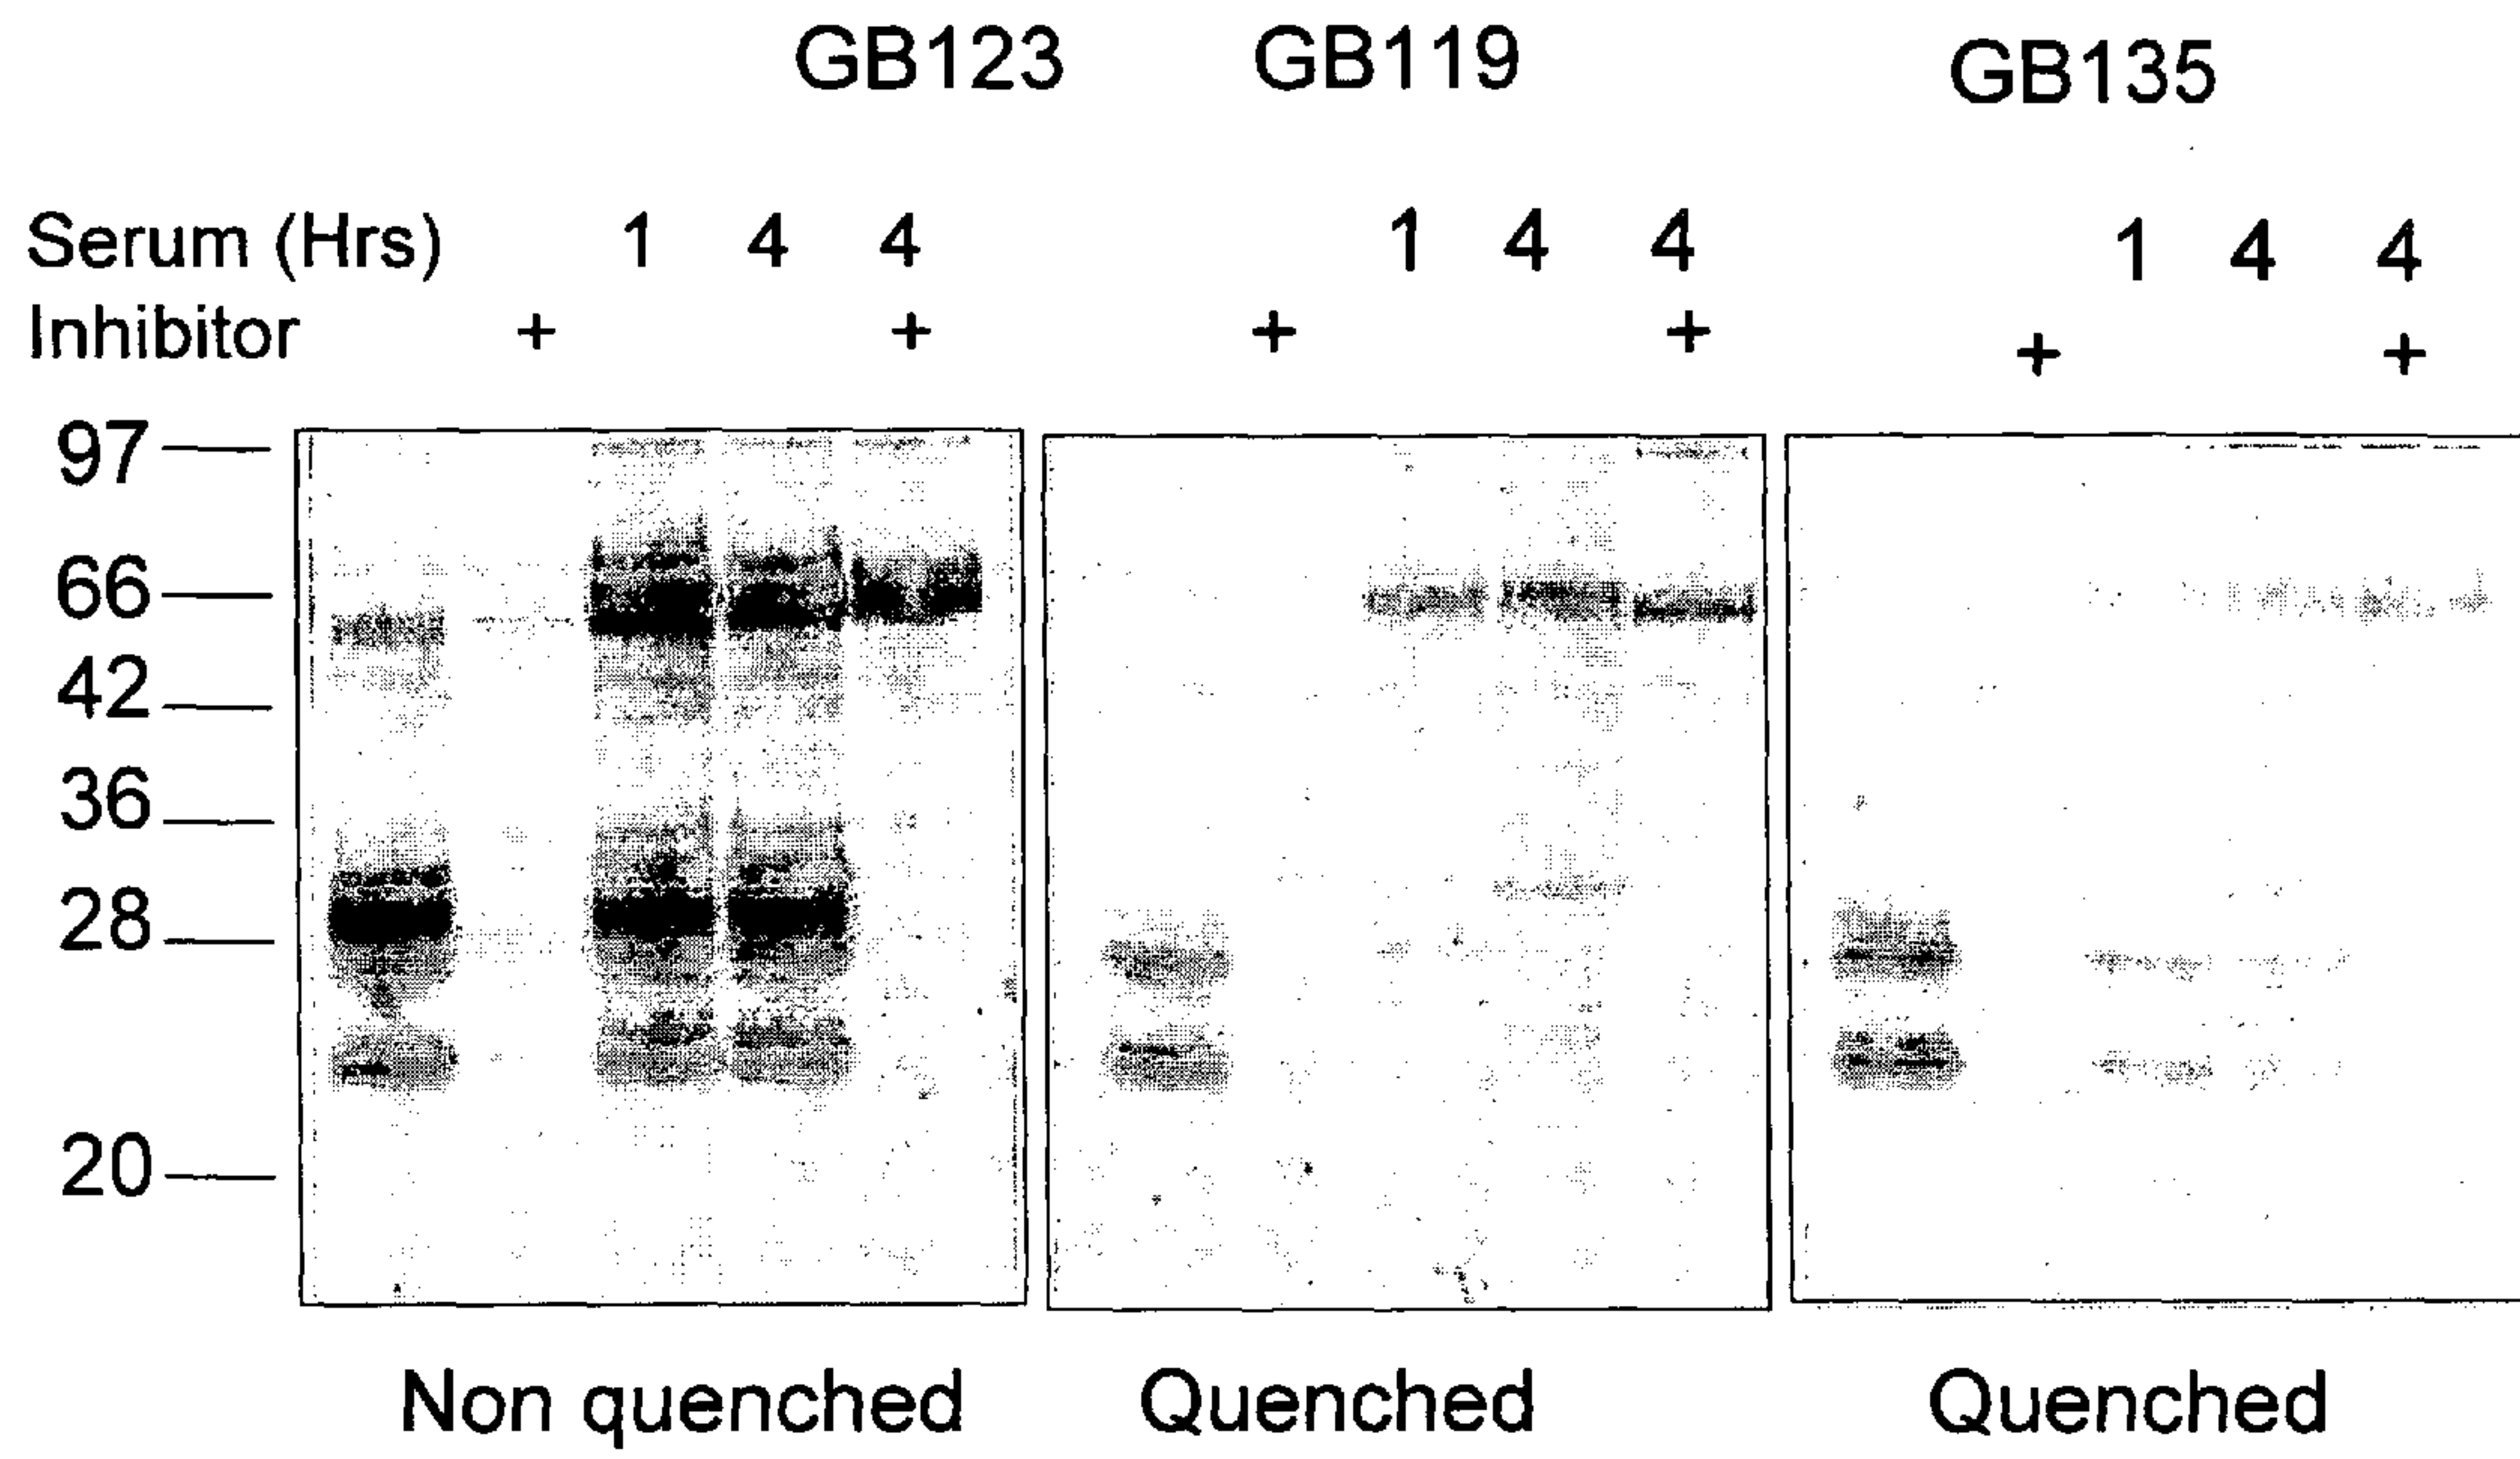 GB123 GB119 GB135
Serum (Hrs) 1 4 4 1 4 4 1 4 4
Inhibitor + + + + + +
97
66
42
36
28
20
Non quenched Quenched Quenched